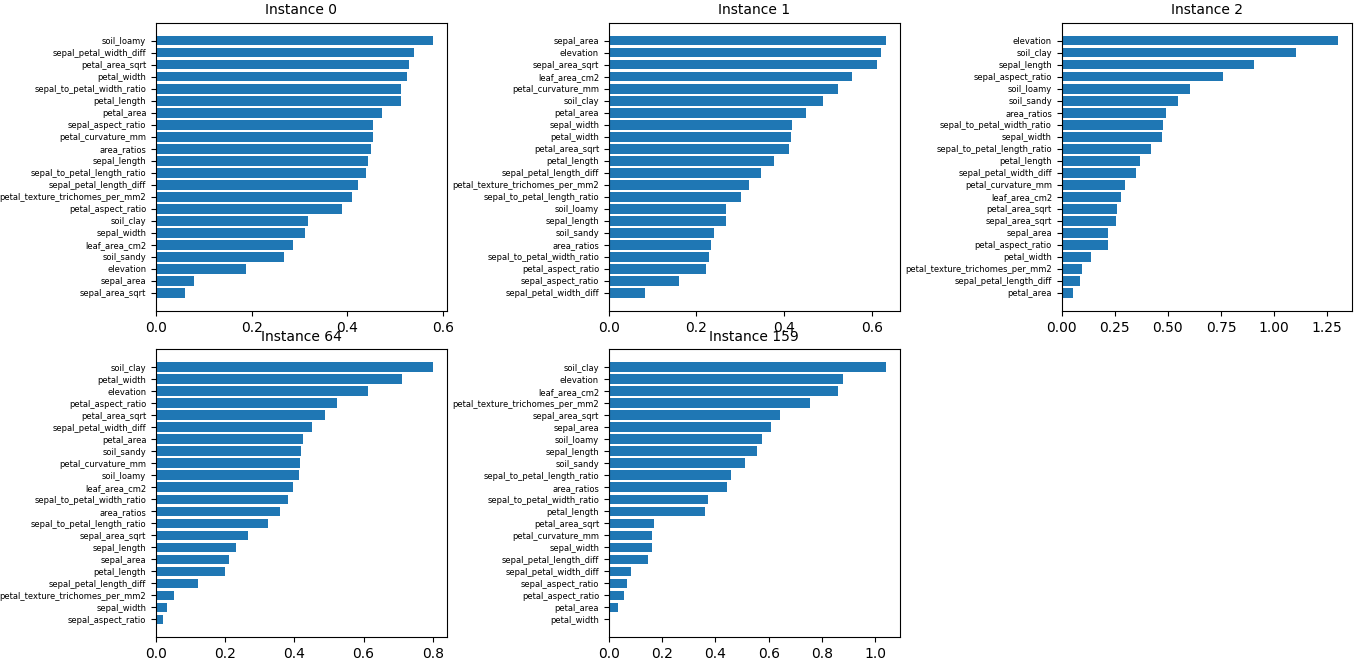 Instance 0
soil_loamy
sepal_petal_width_diff
petal_area_sqrt
petal_width
sepal_to_petal_width_ratio
petal_length
petal_area
sepal_aspect_ratio
petal_curvature_mm
area_ratios
sepal_length
sepal_to_petal_length_ratio
sepal_petal_length_diff
petal_texture_trichomes_per_mm2
petal_aspect_ratio
soil_clay
sepal_width
leaf_area_cm2
soil_sandy
elevation
sepal_area
sepal_area_sqrt
0.0 0.2 0.4 0.6
Instance 1
sepal_area
elevation
sepal_area_sqrt
leaf_area_cm2
petal_curvature_mm
soil_clay
petal_area
sepal_width
petal_width
petal_area_sqrt
petal_length
sepal_petal_length_diff
petal_texture_trichomes_per_mm2
sepal_to_petal_length_ratio
soil_loamy
sepal_length
soil_sandy
area_ratios
sepal_to_petal_width_ratio
petal_aspect_ratio
sepal_aspect_ratio
sepal_petal_width_diff
0.0 0.2 0.4 0.6
Instance 2
elevation
soil_clay
sepal_length
sepal_aspect_ratio
soil_loamy
soil_sandy
area_ratios
sepal_to_petal_width_ratio
sepal_width
sepal_to_petal_length_ratio
petal_length
sepal_petal_width_diff
petal_curvature_mm
leaf_area_cm2
petal_area_sqrt
sepal_area_sqrt
sepal_area
petal_aspect_ratio
petal_width
petal_texture_trichomes_per_mm2
sepal_petal_length_diff
petal_area
0.00 0.25 0.50 0.75 1.00 1.25
Instance 64
soil_clay
petal_width
elevation
petal_aspect_ratio
petal_area_sqrt
sepal_petal_width_diff
petal_area
soil_sandy
petal_curvature_mm
soil_loamy
leaf_area_cm2
sepal_to_petal_width_ratio
area_ratios
sepal_to_petal_length_ratio
sepal_area_sqrt
sepal_length
sepal_area
petal_length
sepal_petal_length_diff
petal_texture_trichomes_per_mm2
sepal_width
sepal_aspect_ratio
0.0 0.2 0.4 0.6 0.8
Instance 159
soil_clay
elevation
leaf_area_cm2
petal_texture_trichomes_per_mm2
sepal_area_sqrt
sepal_area
soil_loamy
sepal_length
soil_sandy
sepal_to_petal_length_ratio
area_ratios
sepal_to_petal_width_ratio
petal_length
petal_area_sqrt
petal_curvature_mm
sepal_width
sepal_petal_length_diff
sepal_petal_width_diff
sepal_aspect_ratio
petal_aspect_ratio
petal_area
petal_width
0.0 0.2 0.4 0.6 0.8 1.0